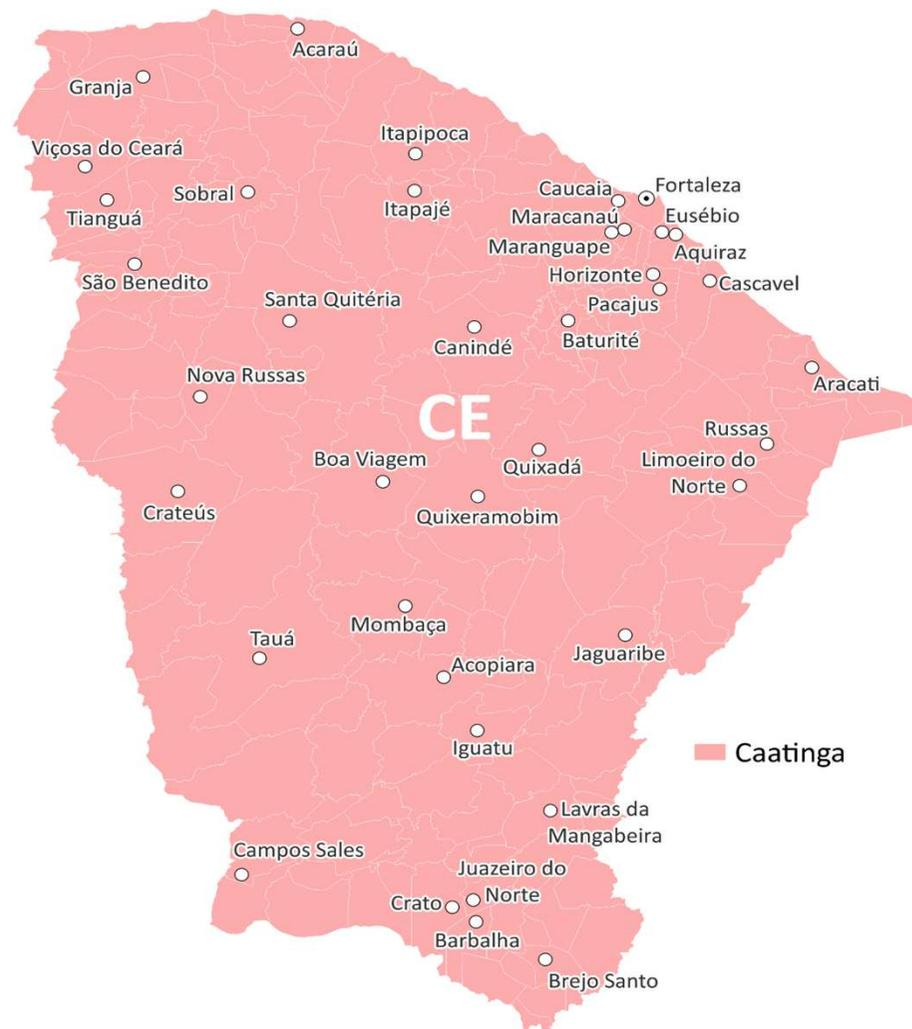 Acaraú
Granja
Itapipoca
Viçosa do Ceará
Caucaia
Fortaleza
Sobral
Itapajé
Tianguá
Maracanaú
Eusébio
Maranguape
Aquiraz
Horizonte
São Benedito
Cascavel
Santa Quitéria
Pacajus
Canindé
Baturité
Nova Russas
Aracati
CE
Russas
Boa Viagem
Quixadá
Limoeiro do
Norte
Crateús
Quixeramobim
Mombaça
Tauá
Jaguaribe
Acopiara
Iguatu
Caatinga
Lavras da
Mangabeira
Campos Sales
Juazeiro do
Norte
Crato
Barbalha
Brejo Santo